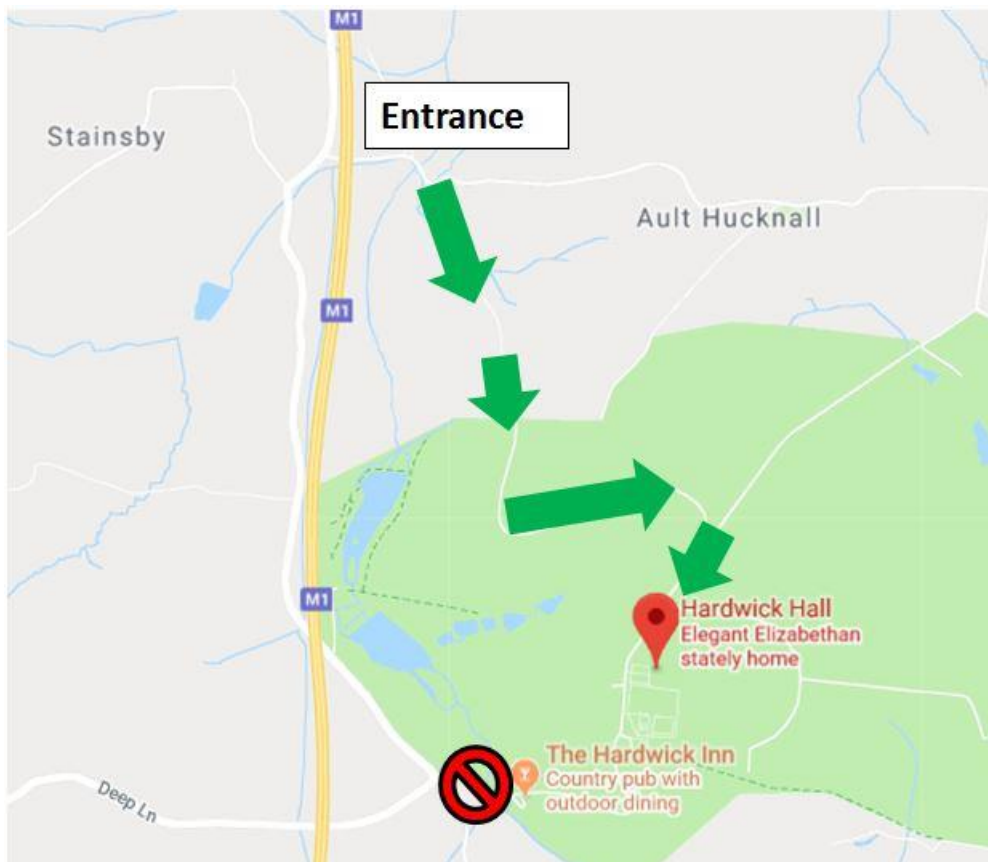 M1
Entrance
Stainsby
Ault Hucknall
M1
M1
Hardwick Hall
Elegant Elizabethan
stately home
The Hardwick Inn
Country pub with
outdoor dining
Deep Ln